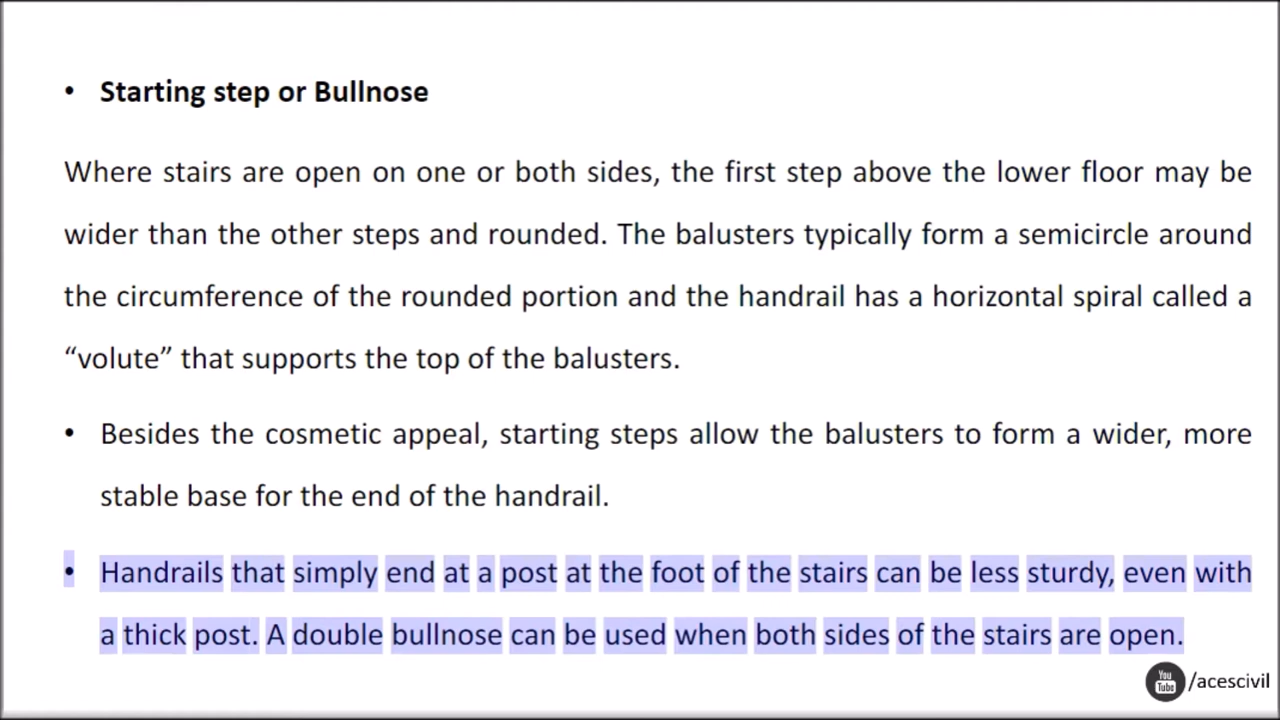 • Starting step or Bullnose
Where stairs are open on one or both sides, the first step above the lower floor may be
wider than the other steps and rounded. The balusters typically form a semicircle around
the circumference of the rounded portion and the handrail has a horizontal spiral called a
“volute” that supports the top of the balusters.
• Besides the cosmetic appeal, starting steps allow the balusters to form a wider, more
stable base for the end of the handrail.
• Handrails that simply end at a post at the foot of the stairs can be less sturdy, even with
a thick post. A double bullnose can be used when both sides of the stairs are open.
You
Tube /acescivil